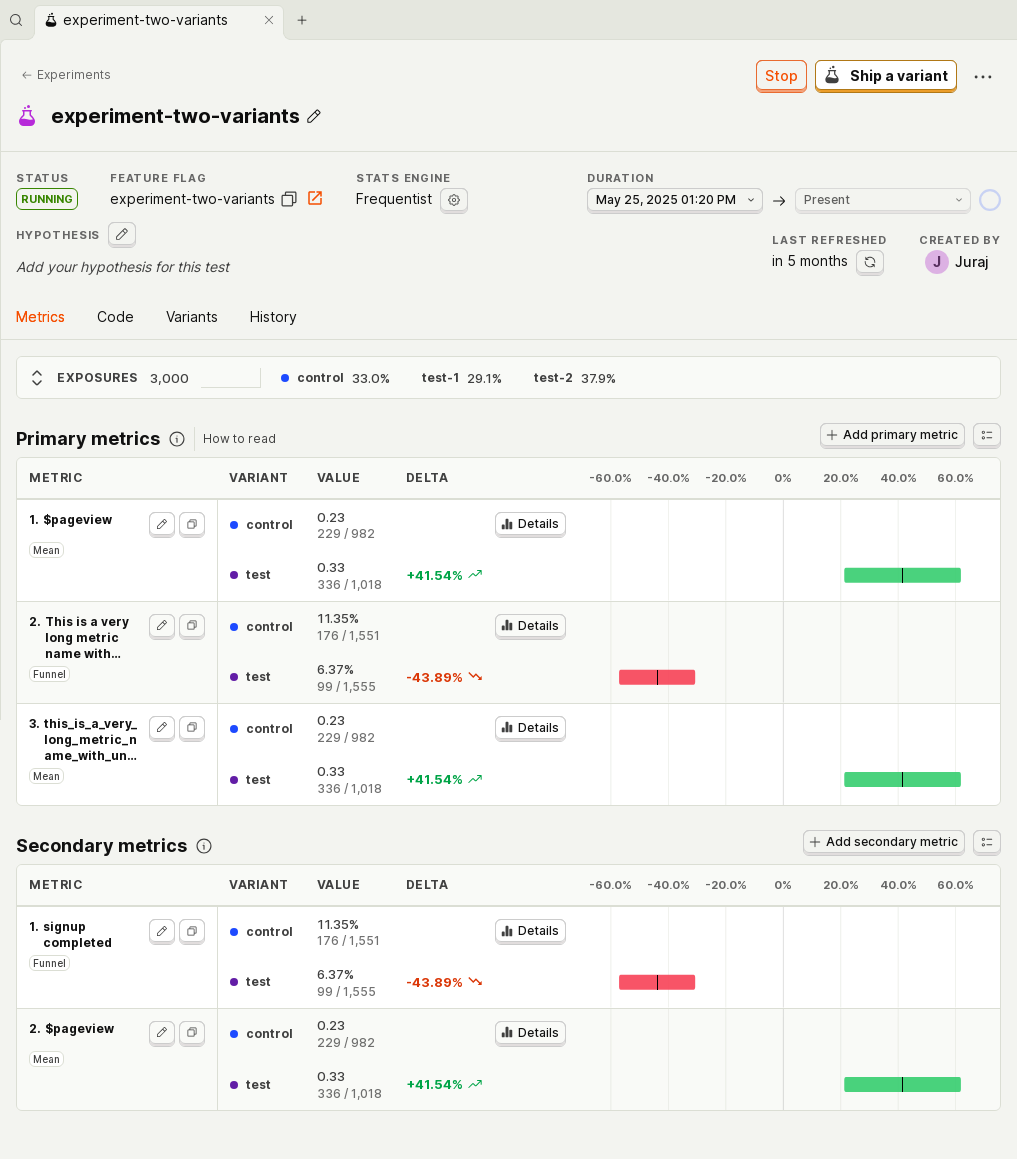 experiment-two-variants
← Experiments
Stop
Ship a variant
experiment-two-variants
STATUS
RUNNING
FEATURE FLAG
experiment-two-variants
STATS ENGINE
Frequentist
DURATION
May 25, 2025 01:20 PM → Present
HYPOTHESIS
Add your hypothesis for this test
LAST REFRESHED
in 5 months
CREATED BY
J Juraj
Metrics Code Variants History
EXPOSURES 3,000 control 33.0% test-1 29.1% test-2 37.9%
Primary metrics How to read
Add primary metric
METRIC VARIANT VALUE DELTA -60.0% -40.0% -20.0% 0% 20.0% 40.0% 60.0%
1. $pageview
Mean
control 0.23
229 / 982
Details
test 0.33
336 / 1,018
+41.54%
2. This is a very
long metric
name with...
Funnel
control 11.35%
176 / 1,551
Details
test 6.37%
99 / 1,555
-43.89%
3. this_is_a_very_
long_metric_n
ame_with_un...
Mean
control 0.23
229 / 982
Details
test 0.33
336 / 1,018
+41.54%
Secondary metrics
Add secondary metric
METRIC VARIANT VALUE DELTA -60.0% -40.0% -20.0% 0% 20.0% 40.0% 60.0%
1. signup
completed
Funnel
control 11.35%
176 / 1,551
Details
test 6.37%
99 / 1,555
-43.89%
2. $pageview
Mean
control 0.23
229 / 982
Details
test 0.33
336 / 1,018
+41.54%